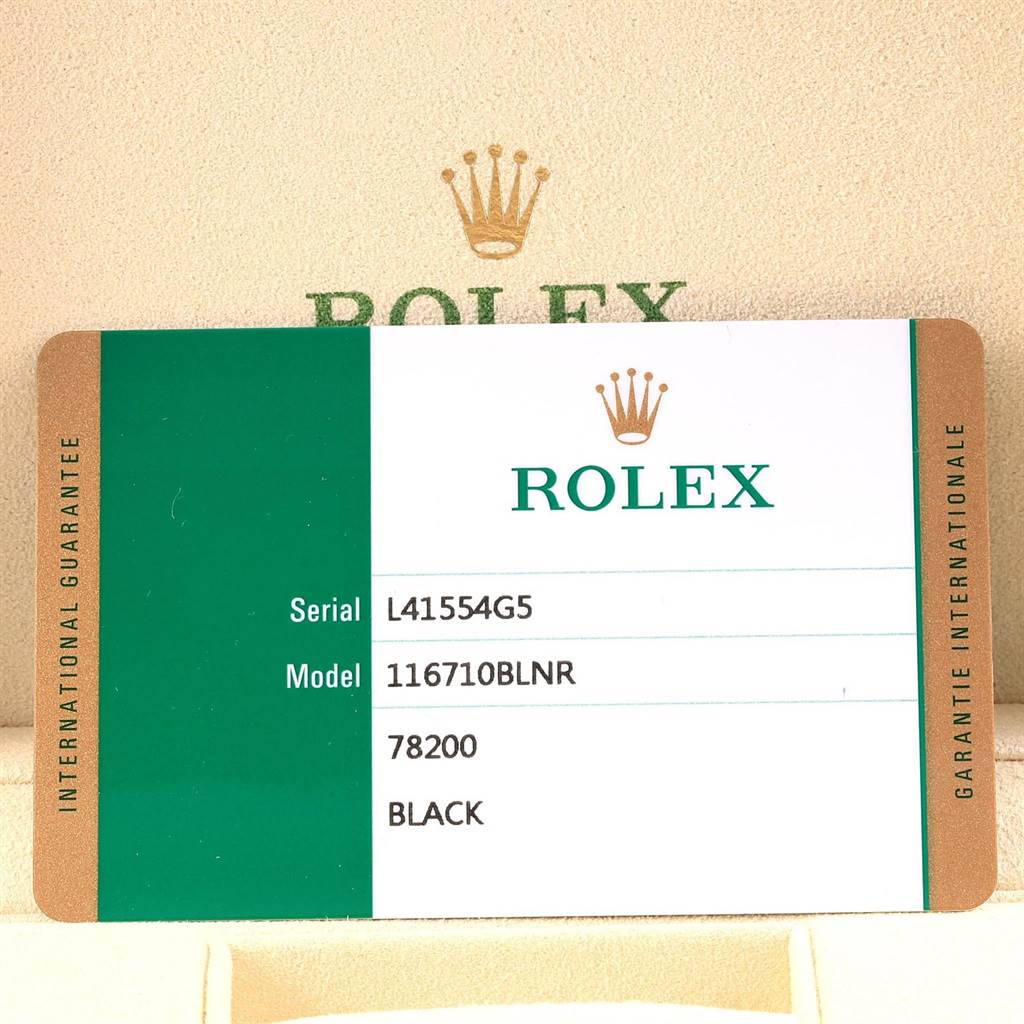 ROLEX
ROLEX
INTERNATIONAL GUARANTEE
Serial L41554G5
Model 116710BLNR
78200
BLACK
GARANTIE INTERNATIONALE